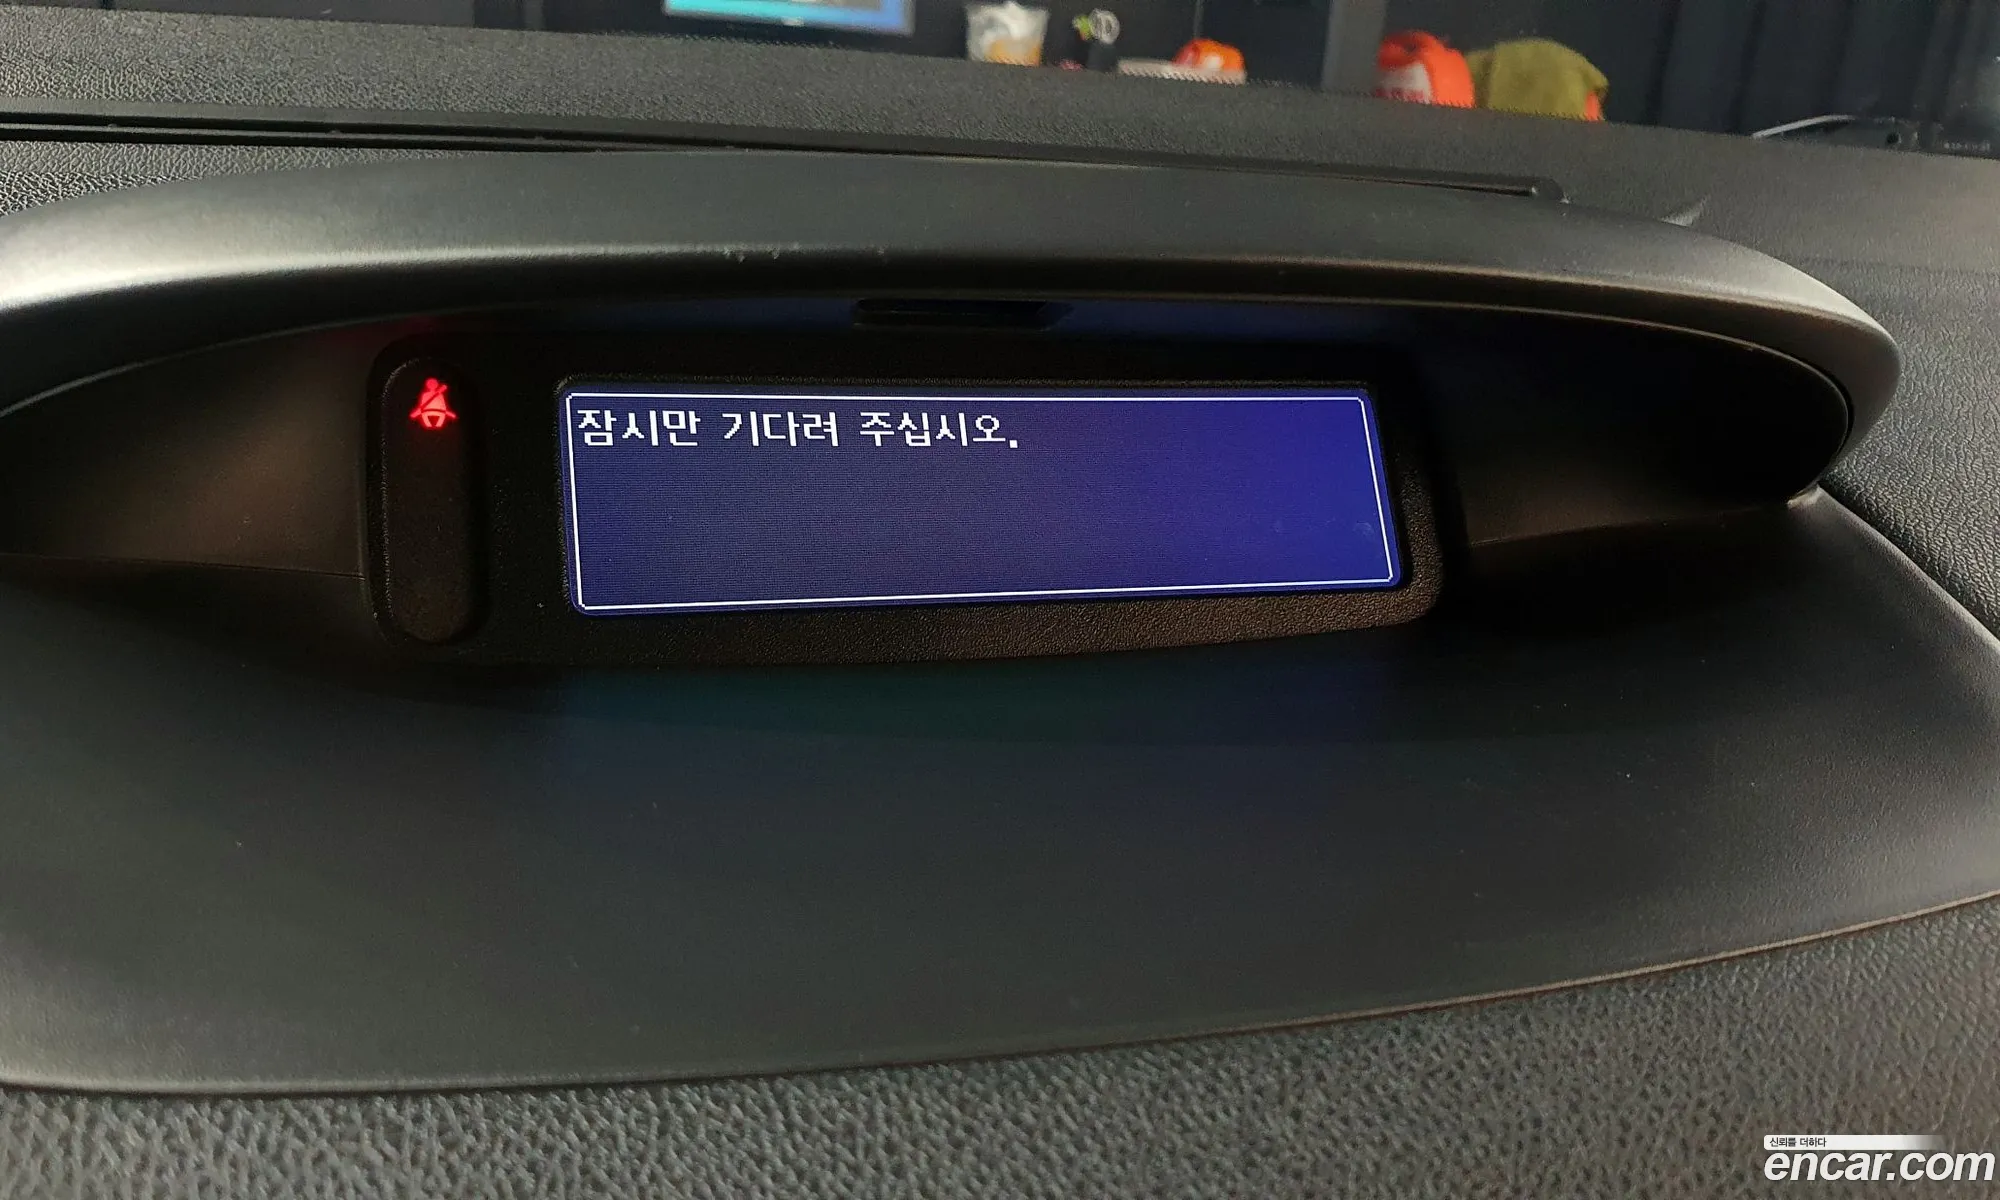 잠시만 기다려 주십시오.
신뢰를 더하다
encar.com